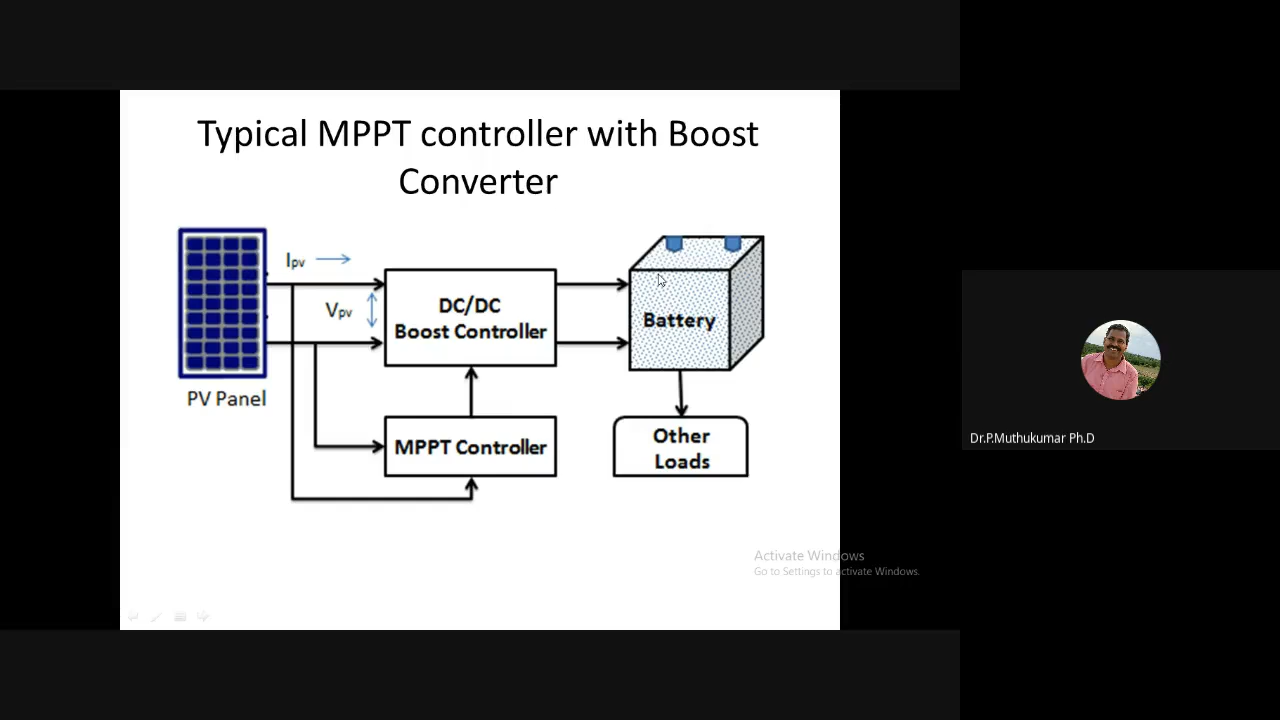 Typical MPPT controller with Boost
Converter
Ipv
Vpv
DC/DC
Boost Controller
Battery
PV Panel
MPPT Controller
Other
Loads
Dr.P.Muthukumar Ph.D
Activate Windows
Go to Settings to activate Windows.